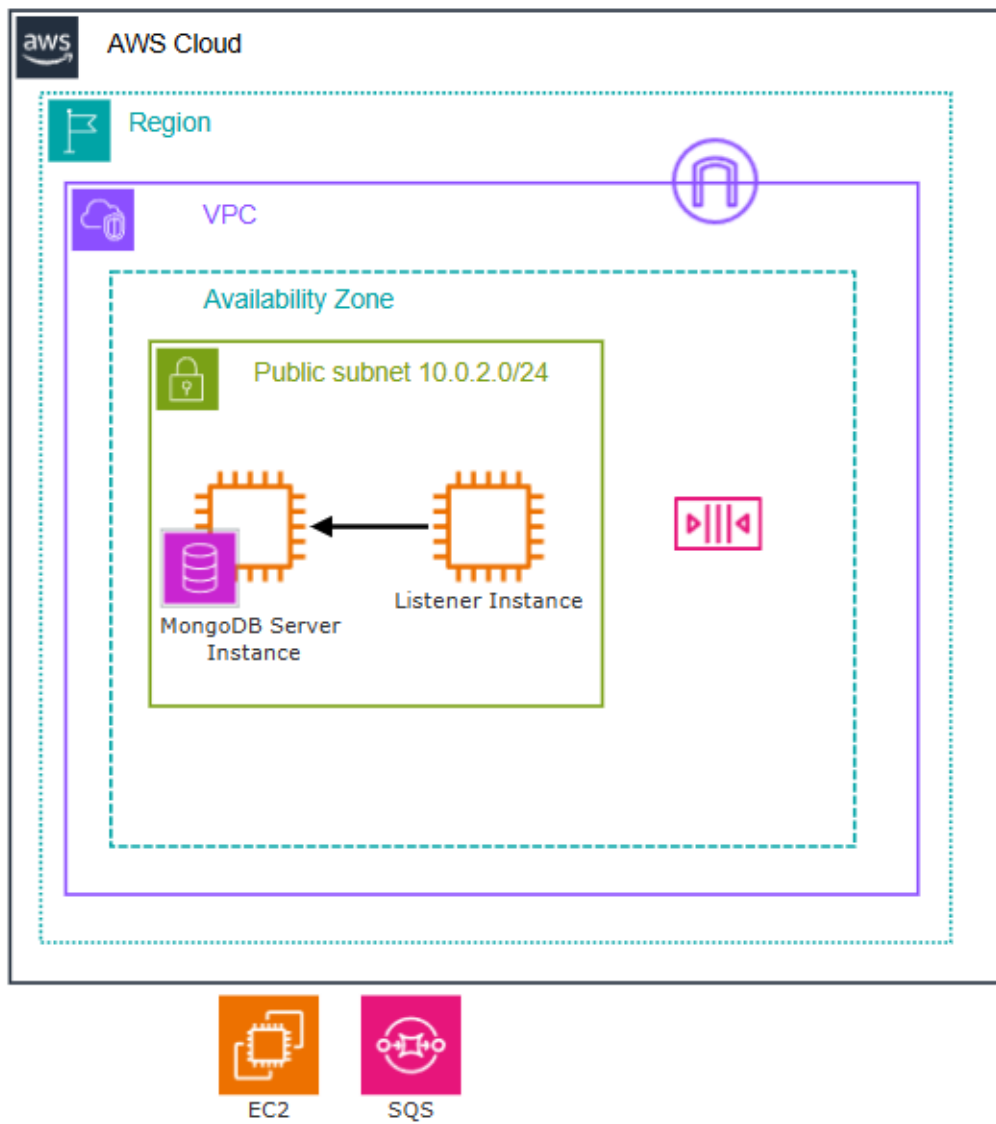 aws
AWS Cloud
Region
VPC
Availability Zone
Public subnet 10.0.2.0/24
Listener Instance
MongoDB Server
Instance
EC2
SQS